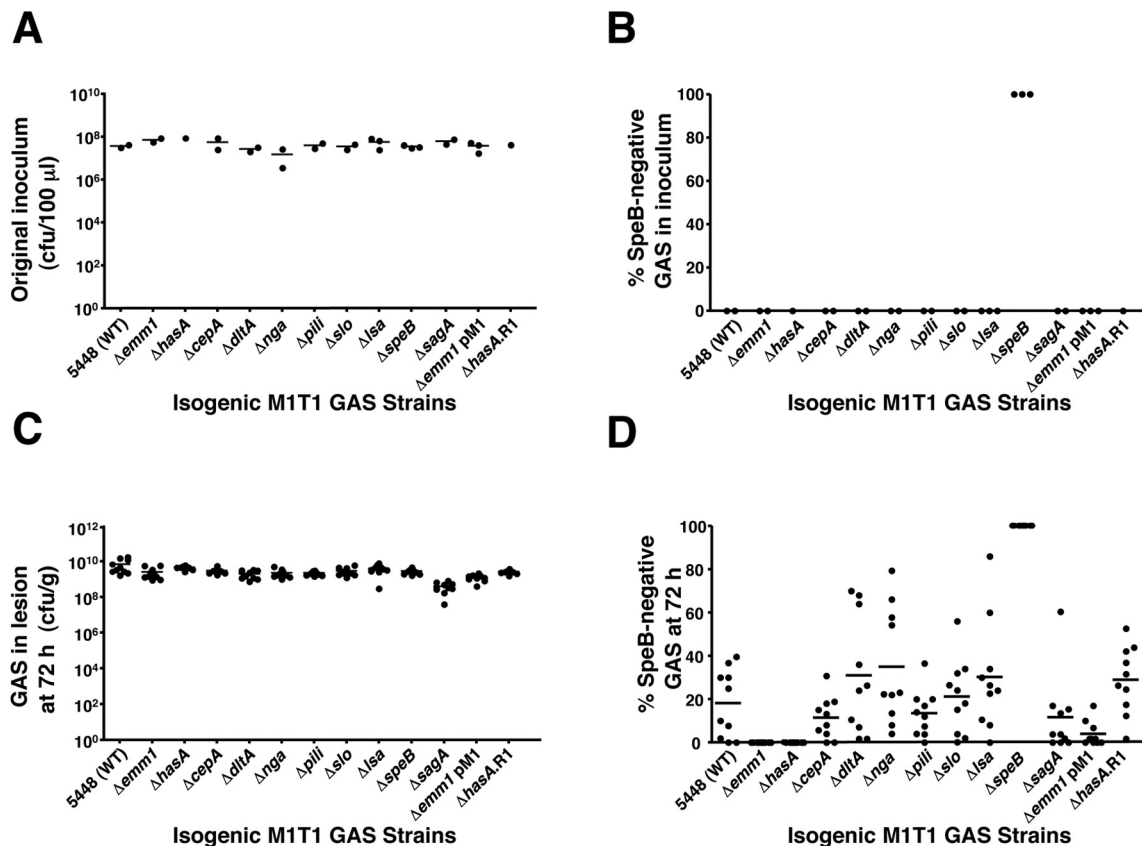 A
Original inoculum
(cfu/100 µl)
10¹⁰
10⁸
10⁶
10⁴
10²
10⁰
5448 (WT)
Δemm1
ΔhasA
ΔcepA
ΔdltA
Δnga
Δpili
Δslo
Δlsa
ΔspeB
ΔsagA
Δemm1 pM1
ΔhasA.R1
Isogenic M1T1 GAS Strains
B
% SpeB-negative
GAS in inoculum
100
80
60
40
20
0
5448 (WT)
Δemm1
ΔhasA
ΔcepA
ΔdltA
Δnga
Δpili
Δslo
Δlsa
ΔspeB
ΔsagA
Δemm1 pM1
ΔhasA.R1
Isogenic M1T1 GAS Strains
C
GAS in lesion
at 72 h (cfu/g)
10¹²
10¹⁰
10⁸
10⁶
10⁴
10²
10⁰
5448 (WT)
Δemm1
ΔhasA
ΔcepA
ΔdltA
Δnga
Δpili
Δslo
Δlsa
ΔspeB
ΔsagA
Δemm1 pM1
ΔhasA.R1
Isogenic M1T1 GAS Strains
D
% SpeB-negative
GAS at 72 h
100
80
60
40
20
0
5448 (WT)
Δemm1
ΔhasA
ΔcepA
ΔdltA
Δnga
Δpili
Δslo
Δlsa
ΔspeB
ΔsagA
Δemm1 pM1
ΔhasA.R1
Isogenic M1T1 GAS Strains